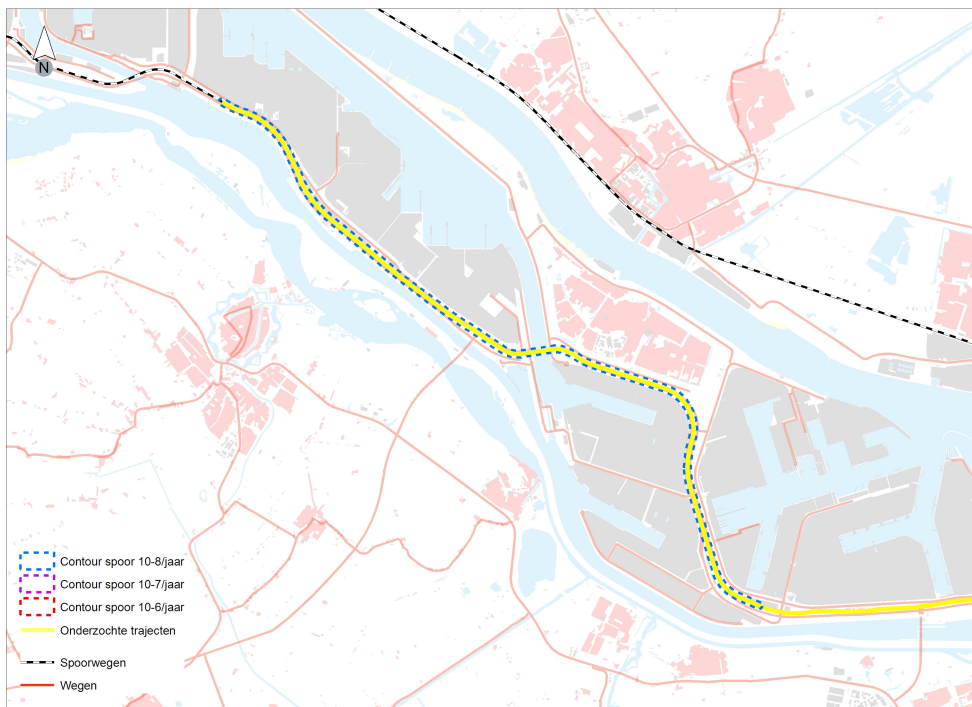 N
Contour spoor 10-8/jaar
Contour spoor 10-7/jaar
Contour spoor 10-6/jaar
Onderzochte trajecten
Spoorwegen
Wegen